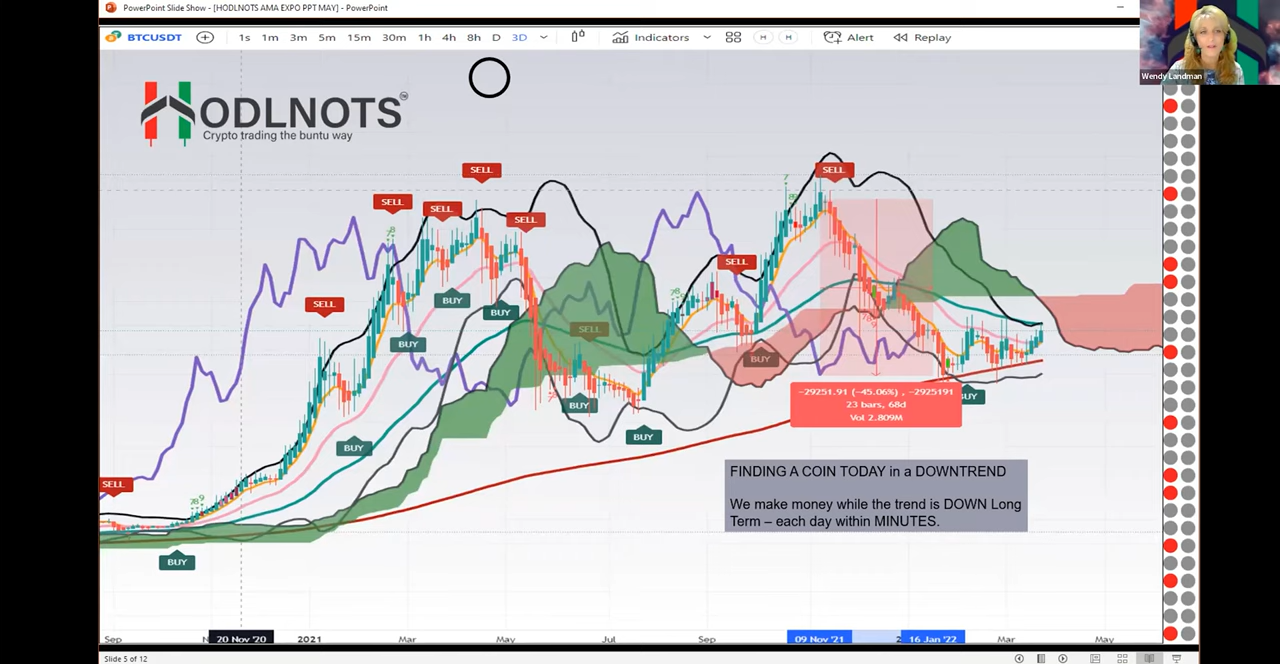 PowerPoint Slide Show - [HODLNOTS AMA EXPO PPT MAY] - PowerPoint
BTCUSDT 1s 1m 3m 5m 15m 30m 1h 4h 8h D 3D Indicators Alert Replay
Wendy Landman
HODLNOTS
Crypto trading the buntu way
SELL
SELL
SELL
SELL
SELL
SELL
SELL
SELL
SELL
BUY
BUY
BUY
BUY
BUY
BUY
BUY
BUY
BUY
-29251.91 (-45.06%) , -2925191
23 bars, 68d
Vol 2.809M
FINDING A COIN TODAY in a DOWNTREND
We make money while the trend is DOWN Long
Term – each day within MINUTES.
Sep 20 Nov '20 2021 Mar May Jul Sep 09 Nov '21 16 Jan '22 Mar May
Slide 5 of 12